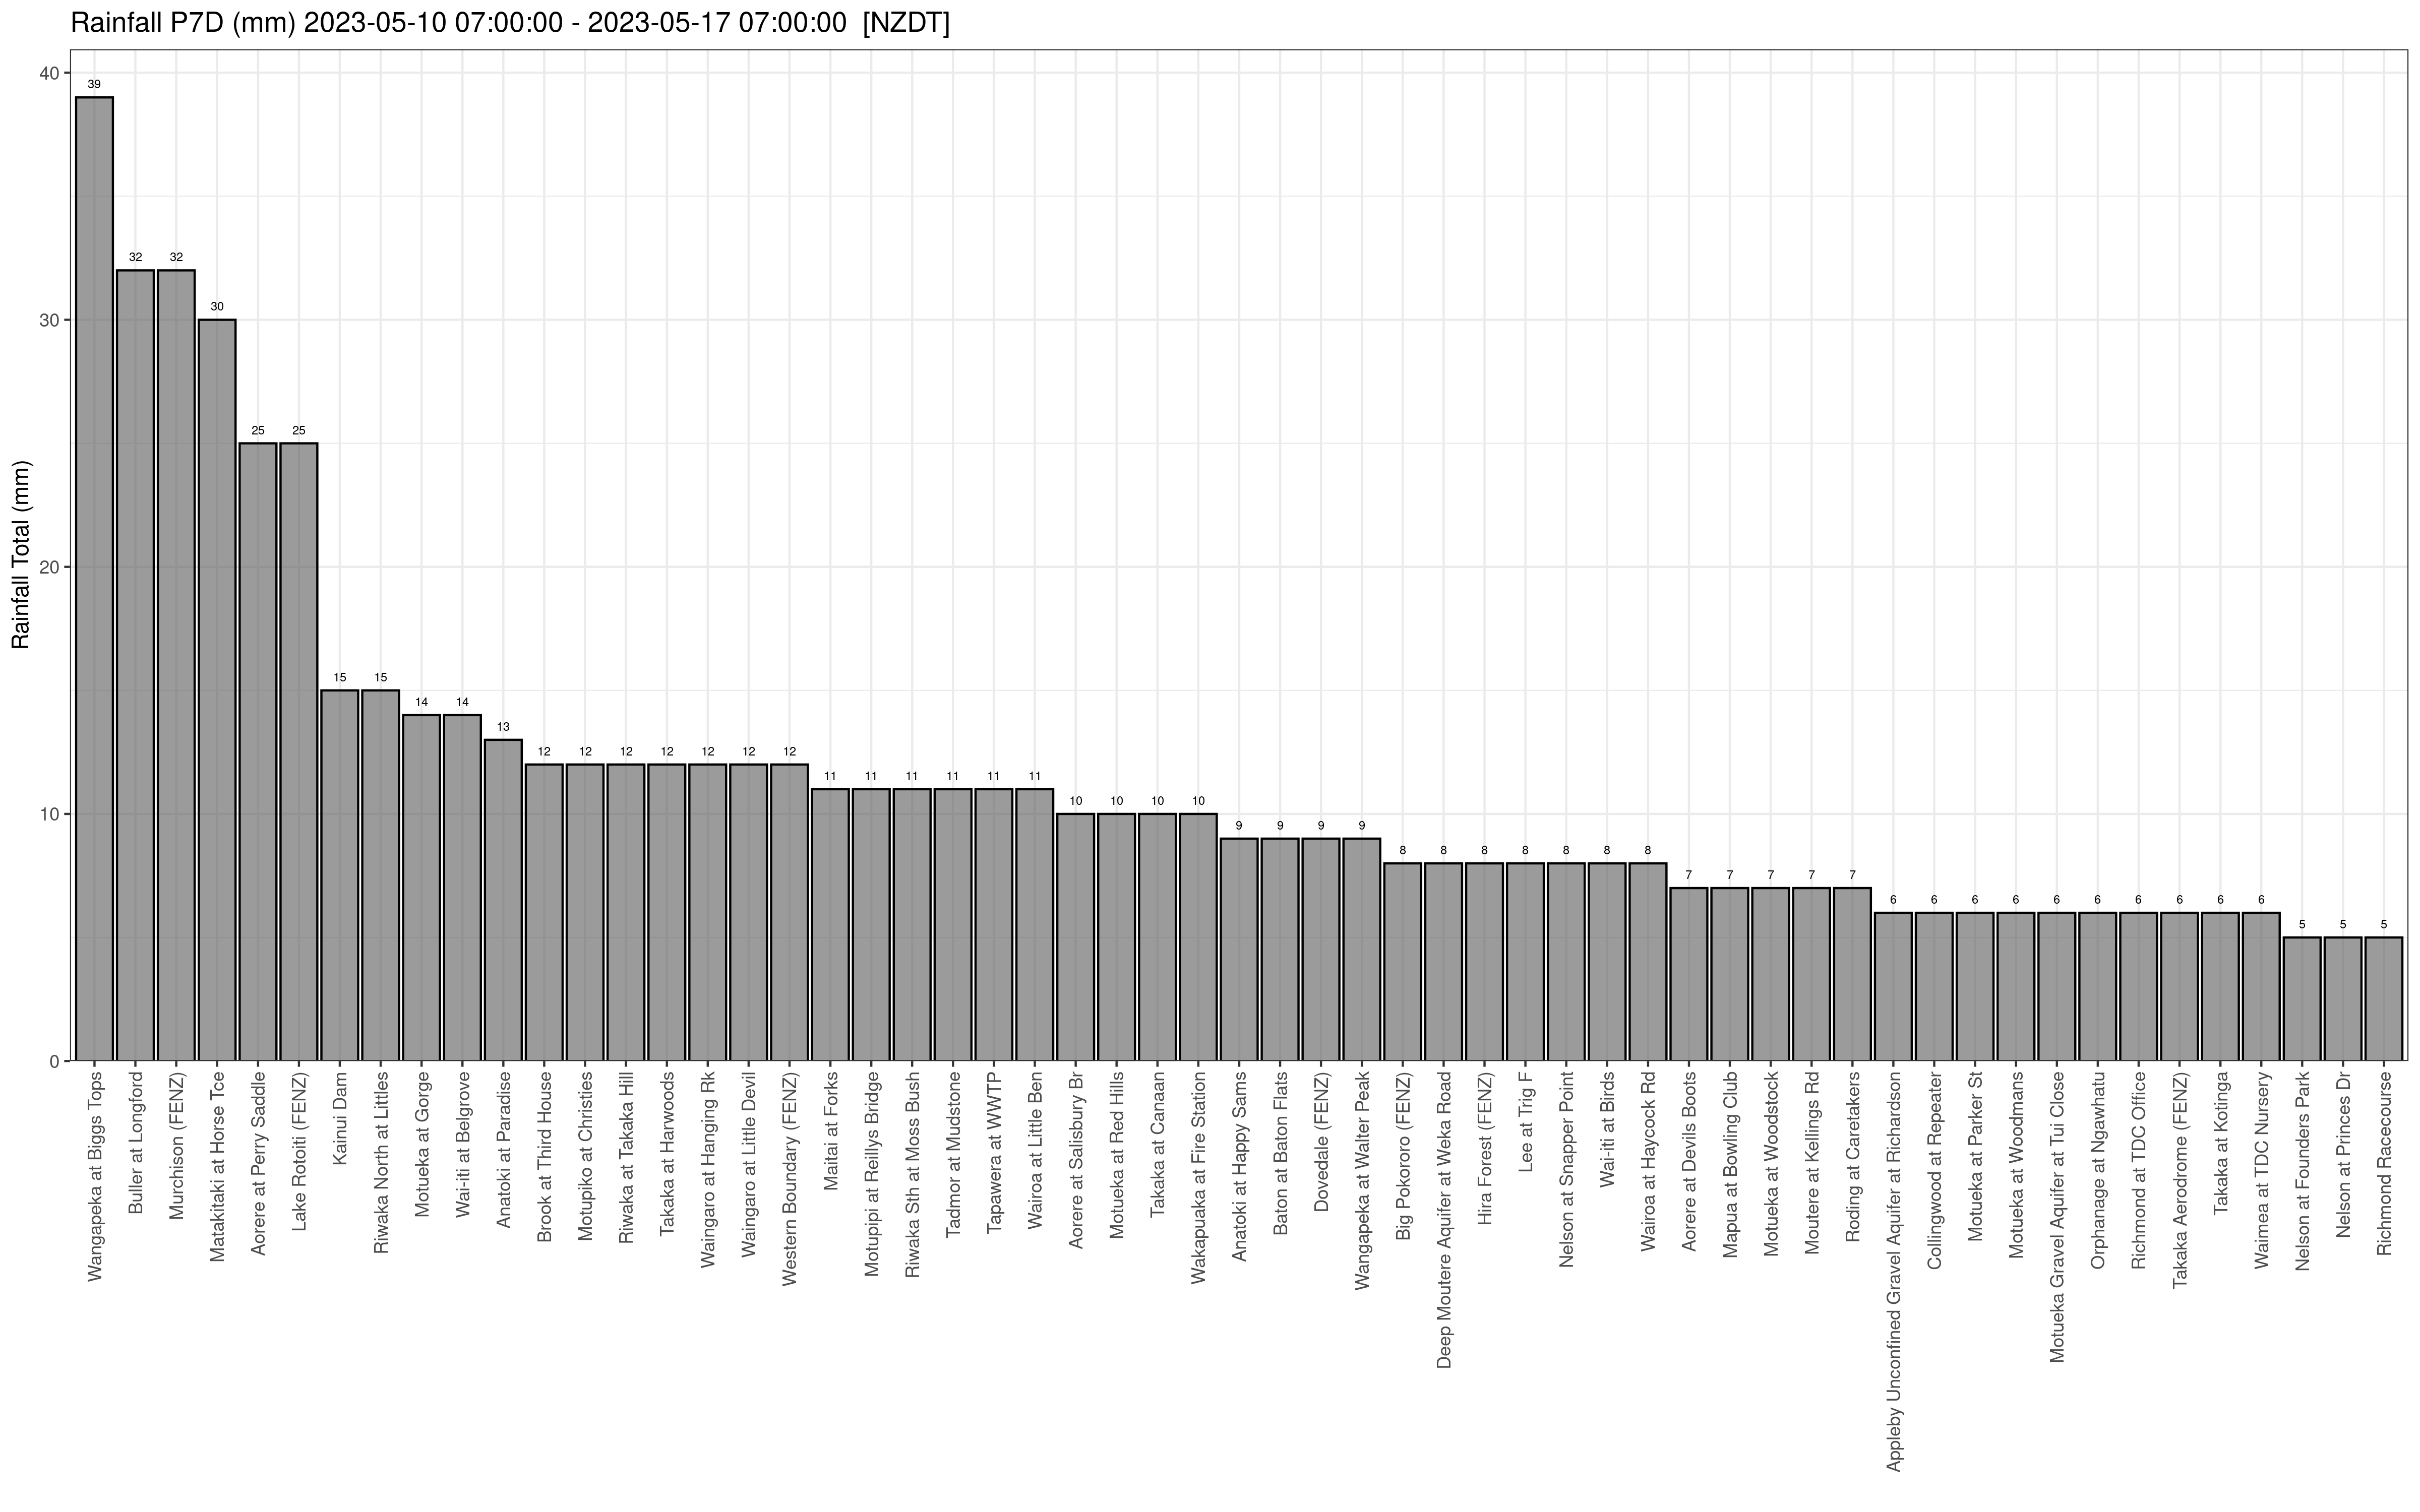 Rainfall P7D (mm) 2023-05-10 07:00:00 - 2023-05-17 07:00:00 [NZDT]
Rainfall Total (mm)
40
30
20
10
0
39
32
32
30
25
25
15
15
14
14
13
12
12
12
12
12
12
12
11
11
11
11
11
11
10
10
10
10
9
9
9
9
8
8
8
8
8
8
8
7
7
7
7
7
6
6
6
6
6
6
6
6
6
6
5
5
5
Wangapeka at Biggs Tops
Buller at Longford
Murchison (FENZ)
Matakitaki at Horse Tce
Aorere at Perry Saddle
Lake Rotoiti (FENZ)
Kainui Dam
Riwaka North at Littles
Motueka at Gorge
Wai-iti at Belgrove
Anatoki at Paradise
Brook at Third House
Motupiko at Christies
Riwaka at Takaka Hill
Takaka at Harwoods
Waingaro at Hanging Rk
Waingaro at Little Devil
Western Boundary (FENZ)
Maitai at Forks
Motupipi at Reillys Bridge
Riwaka Sth at Moss Bush
Tadmor at Mudstone
Tapawera at WWTP
Wairoa at Little Ben
Aorere at Salisbury Br
Motueka at Red Hills
Takaka at Canaan
Wakapuaka at Fire Station
Anatoki at Happy Sams
Baton at Baton Flats
Dovedale (FENZ)
Wangapeka at Walter Peak
Big Pokororo (FENZ)
Deep Moutere Aquifer at Weka Road
Hira Forest (FENZ)
Lee at Trig F
Nelson at Snapper Point
Wai-iti at Birds
Wairoa at Haycock Rd
Aorere at Devils Boots
Mapua at Bowling Club
Motueka at Woodstock
Moutere at Kellings Rd
Roding at Caretakers
Appleby Unconfined Gravel Aquifer at Richardson
Collingwood at Repeater
Motueka at Parker St
Motueka at Woodmans
Motueka Gravel Aquifer at Tui Close
Orphanage at Ngawhatu
Richmond at TDC Office
Takaka Aerodrome (FENZ)
Takaka at Kotinga
Waimea at TDC Nursery
Nelson at Founders Park
Nelson at Princes Dr
Richmond Racecourse